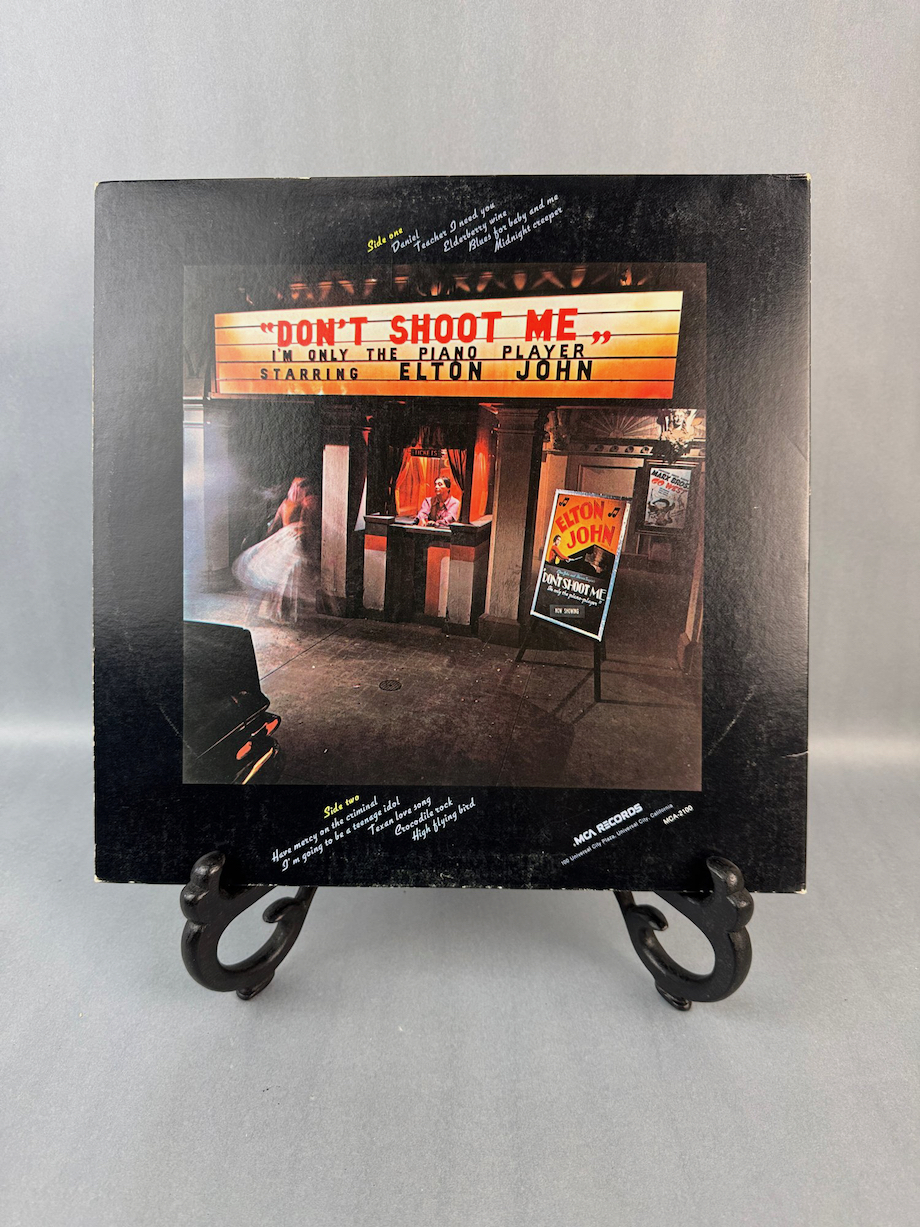 Side one
Daniel
Teacher I need you
Elderberry wine
Blues for baby and me
Midnight creeper
"DON'T SHOOT ME„
I'M ONLY THE PIANO PLAYER
STARRING ELTON JOHN
TICKETS
MARX BROS
GO WEST
ELTON
JOHN
DON'T SHOOT ME
I'm only the piano player"
NOW SHOWING
Side two
Have mercy on the criminal
I'm going to be a teenage idol
Texan love song
Crocodile rock
High flying bird
MCA RECORDS
100 Universal City Plaza, Universal City, California
MCA-2100